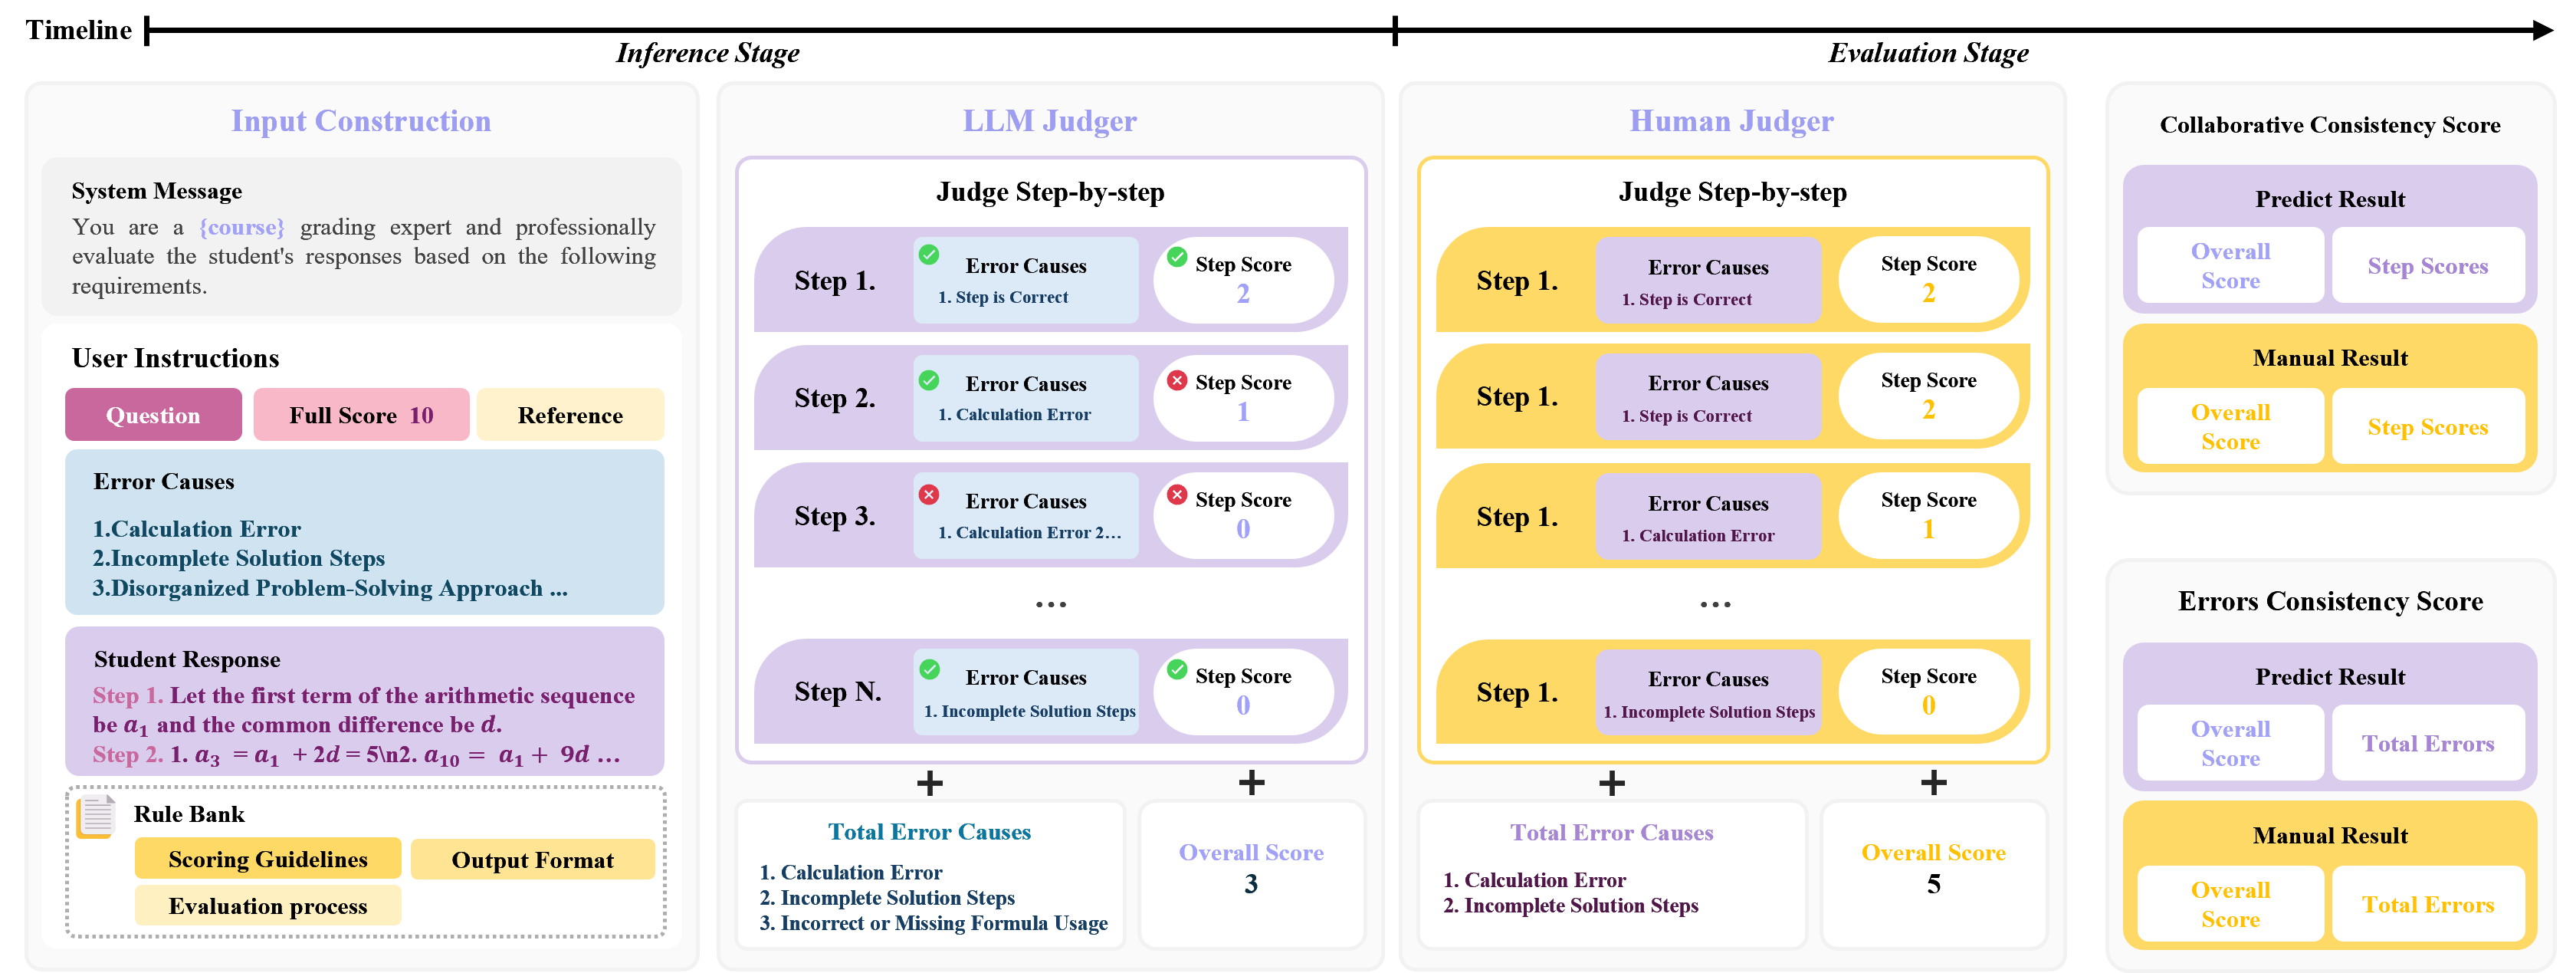 Timeline
Inference Stage
Evaluation Stage
Input Construction
System Message
You are a {course} grading expert and professionally
evaluate the student's responses based on the following
requirements.
User Instructions
Question
Full Score 10
Reference
Error Causes
1.Calculation Error
2.Incomplete Solution Steps
3.Disorganized Problem-Solving Approach ...
Student Response
Step 1. Let the first term of the arithmetic sequence
be a₁ and the common difference be d.
Step 2. 1. a₃ = a₁ + 2d = 5\n2. a₁₀ = a₁ + 9d …
Rule Bank
Scoring Guidelines
Output Format
Evaluation process
LLM Judger
Judge Step-by-step
Step 1.
Error Causes
1. Step is Correct
Step Score
2
Step 2.
Error Causes
1. Calculation Error
Step Score
1
Step 3.
Error Causes
1. Calculation Error 2…
Step Score
0
…
Step N.
Error Causes
1. Incomplete Solution Steps
Step Score
0
+
+
Total Error Causes
1. Calculation Error
2. Incomplete Solution Steps
3. Incorrect or Missing Formula Usage
Overall Score
3
Human Judger
Judge Step-by-step
Step 1.
Error Causes
1. Step is Correct
Step Score
2
Step 1.
Error Causes
1. Step is Correct
Step Score
2
Step 1.
Error Causes
1. Calculation Error
Step Score
1
…
Step 1.
Error Causes
1. Incomplete Solution Steps
Step Score
0
+
+
Total Error Causes
1. Calculation Error
2. Incomplete Solution Steps
Overall Score
5
Collaborative Consistency Score
Predict Result
Overall
Score
Step Scores
Manual Result
Overall
Score
Step Scores
Errors Consistency Score
Predict Result
Overall
Score
Total Errors
Manual Result
Overall
Score
Total Errors